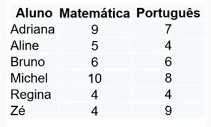 Aluno Matemática Português
Adriana 9 7
Aline 5 4
Bruno 6 6
Michel 10 8
Regina 4 4
Zé 4 9